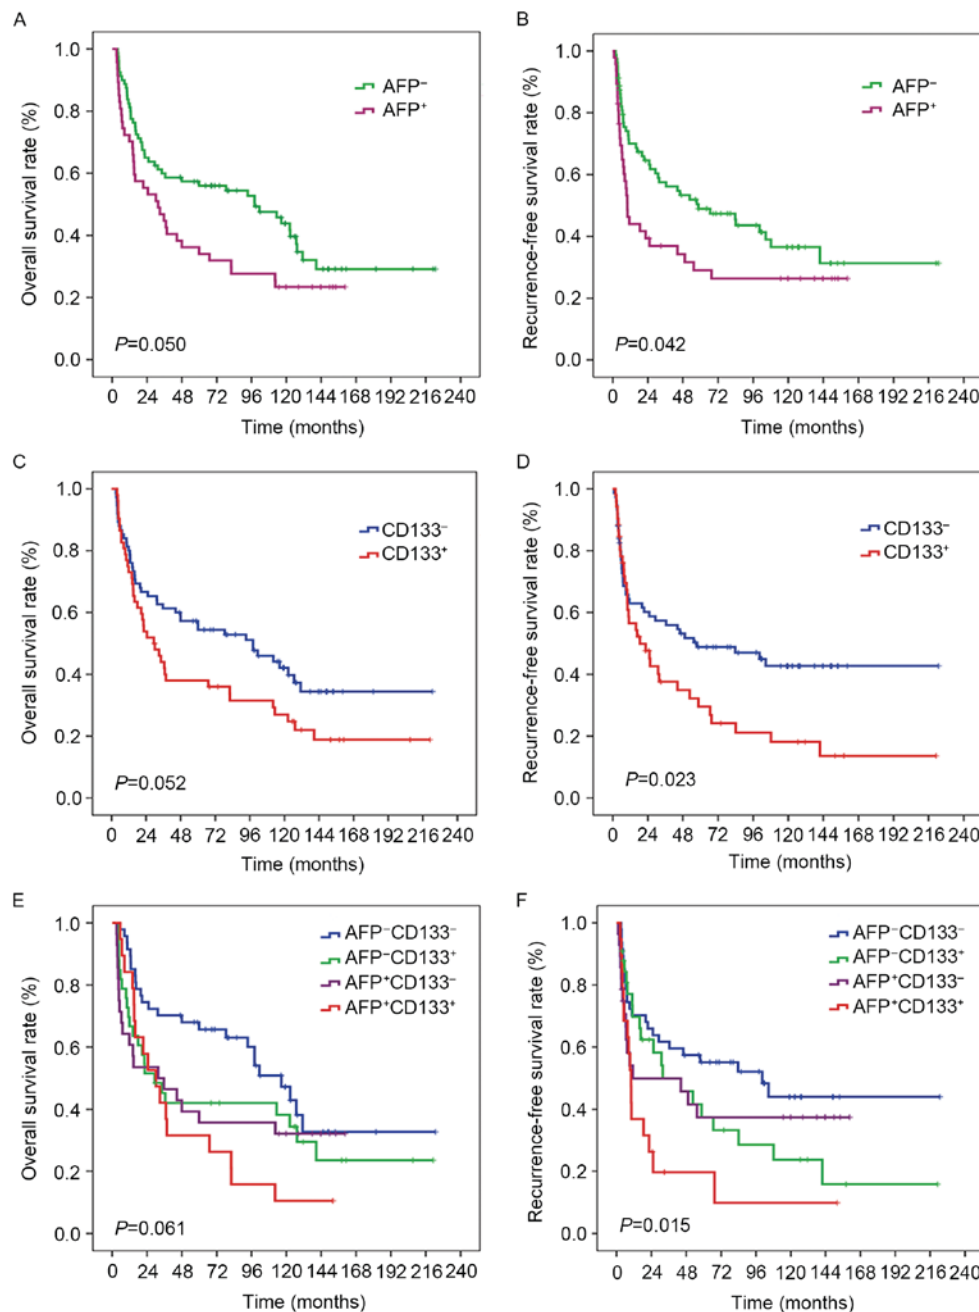 A
Overall survival rate (%)
1.0
0.8
0.6
0.4
0.2
0.0
AFP⁻
AFP⁺
P=0.050
0 24 48 72 96 120 144 168 192 216 240
Time (months)
B
Recurrence-free survival rate (%)
1.0
0.8
0.6
0.4
0.2
0.0
AFP⁻
AFP⁺
P=0.042
0 24 48 72 96 120 144 168 192 216 240
Time (months)
C
Overall survival rate (%)
1.0
0.8
0.6
0.4
0.2
0.0
CD133⁻
CD133⁺
P=0.052
0 24 48 72 96 120 144 168 192 216 240
Time (months)
D
Recurrence-free survival rate (%)
1.0
0.8
0.6
0.4
0.2
0.0
CD133⁻
CD133⁺
P=0.023
0 24 48 72 96 120 144 168 192 216 240
Time (months)
E
Overall survival rate (%)
1.0
0.8
0.6
0.4
0.2
0.0
AFP⁻CD133⁻
AFP⁻CD133⁺
AFP⁺CD133⁻
AFP⁺CD133⁺
P=0.061
0 24 48 72 96 120 144 168 192 216 240
Time (months)
F
Recurrence-free survival rate (%)
1.0
0.8
0.6
0.4
0.2
0.0
AFP⁻CD133⁻
AFP⁻CD133⁺
AFP⁺CD133⁻
AFP⁺CD133⁺
P=0.015
0 24 48 72 96 120 144 168 192 216 240
Time (months)